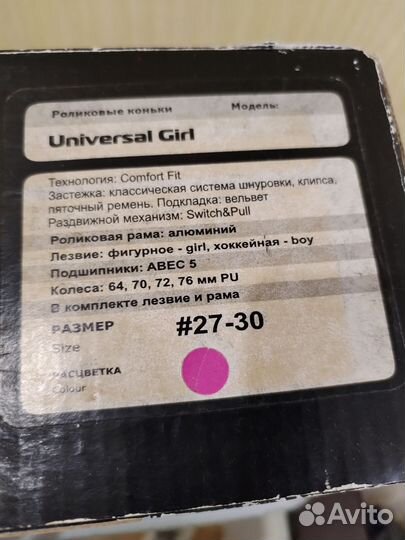 Роликовые коньки Модель:
Universal Girl
Технология: Comfort Fit
Застежка: классическая система шнуровки, клипса,
пяточный ремень. Подкладка: вельвет
Раздвижной механизм: Switch&Pull
Роликовая рама: алюминий
Лезвие: фигурное - girl, хоккейная - boy
Подшипники: ABEC 5
Колеса: 64, 70, 72, 76 мм PU
В комплекте лезвие и рама
РАЗМЕР #27-30
Size
РАСЦВЕТКА
Colour
Avito